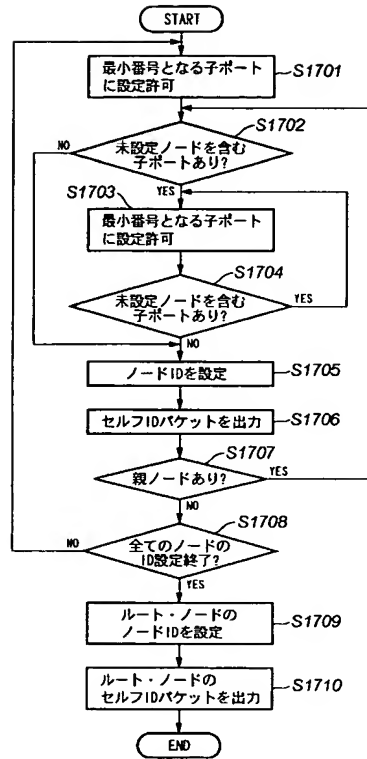 START
最小番号となる子ポート
に設定許可
S1701
S1702
未設定ノードを含む
子ポートあり?
NO
YES
S1703
最小番号となる子ポート
に設定許可
S1704
未設定ノードを含む
子ポートあり?
YES
NO
ノードIDを設定
S1705
セルフIDパケットを出力
S1706
S1707
親ノードあり?
YES
NO
S1708
全てのノードの
ID設定終了?
NO
YES
ルート・ノードの
ノードIDを設定
S1709
ルート・ノードの
セルフIDパケットを出力
S1710
END